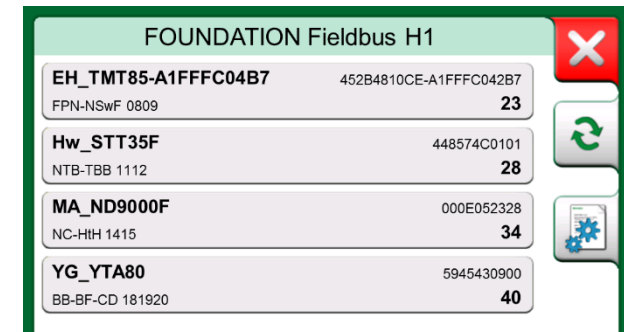 FOUNDATION Fieldbus H1
EH_TMT85-A1FFFC04B7 452B4810CE-A1FFFC042B7
FPN-NSwF 0809 23
Hw_STT35F 448574C0101
NTB-TBB 1112 28
MA_ND9000F 000E052328
NC-HtH 1415 34
YG_YTA80 5945430900
BB-BF-CD 181920 40